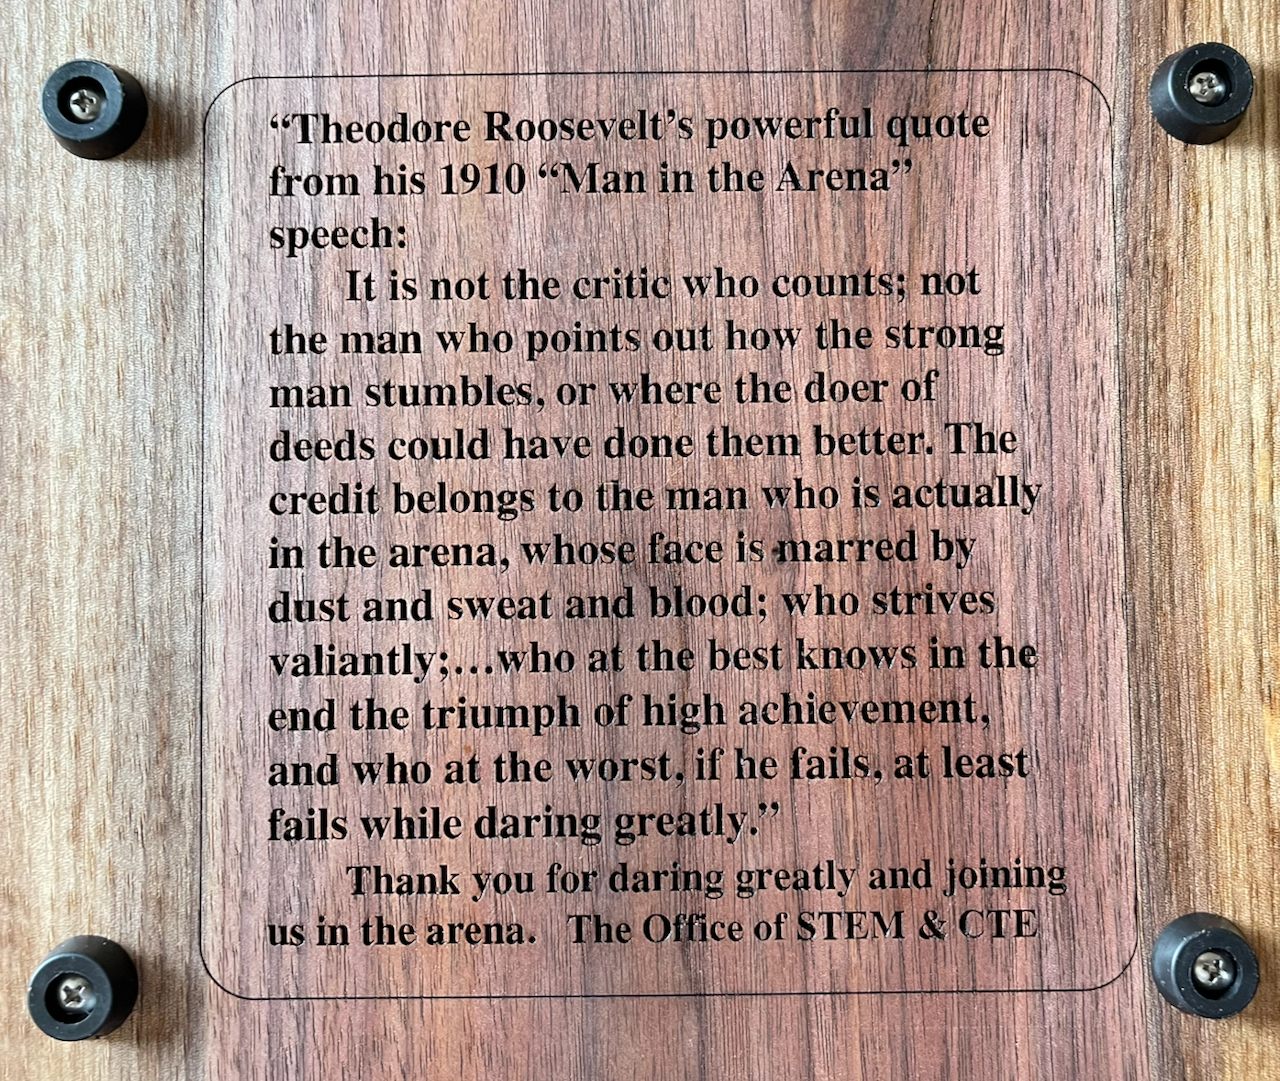 “Theodore Roosevelt’s powerful quote
from his 1910 “Man in the Arena”
speech:
It is not the critic who counts; not
the man who points out how the strong
man stumbles, or where the doer of
deeds could have done them better. The
credit belongs to the man who is actually
in the arena, whose face is marred by
dust and sweat and blood; who strives
valiantly;...who at the best knows in the
end the triumph of high achievement,
and who at the worst, if he fails, at least
fails while daring greatly.”
Thank you for daring greatly and joining
us in the arena. The Office of STEM & CTE